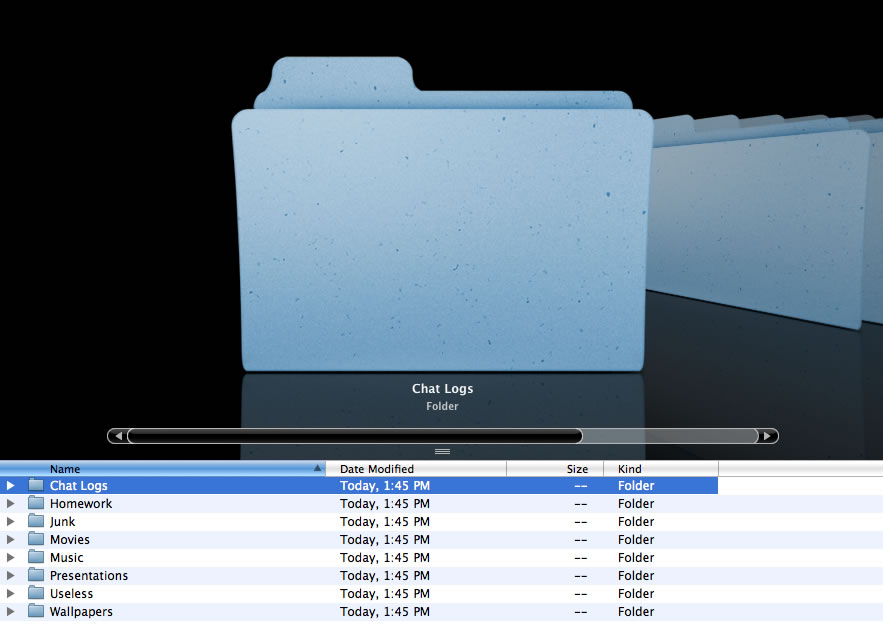 Chat Logs
Folder
Name Date Modified Size Kind
Chat Logs Today, 1:45 PM -- Folder
Homework Today, 1:45 PM -- Folder
Junk Today, 1:45 PM -- Folder
Movies Today, 1:45 PM -- Folder
Music Today, 1:45 PM -- Folder
Presentations Today, 1:45 PM -- Folder
Useless Today, 1:45 PM -- Folder
Wallpapers Today, 1:45 PM -- Folder